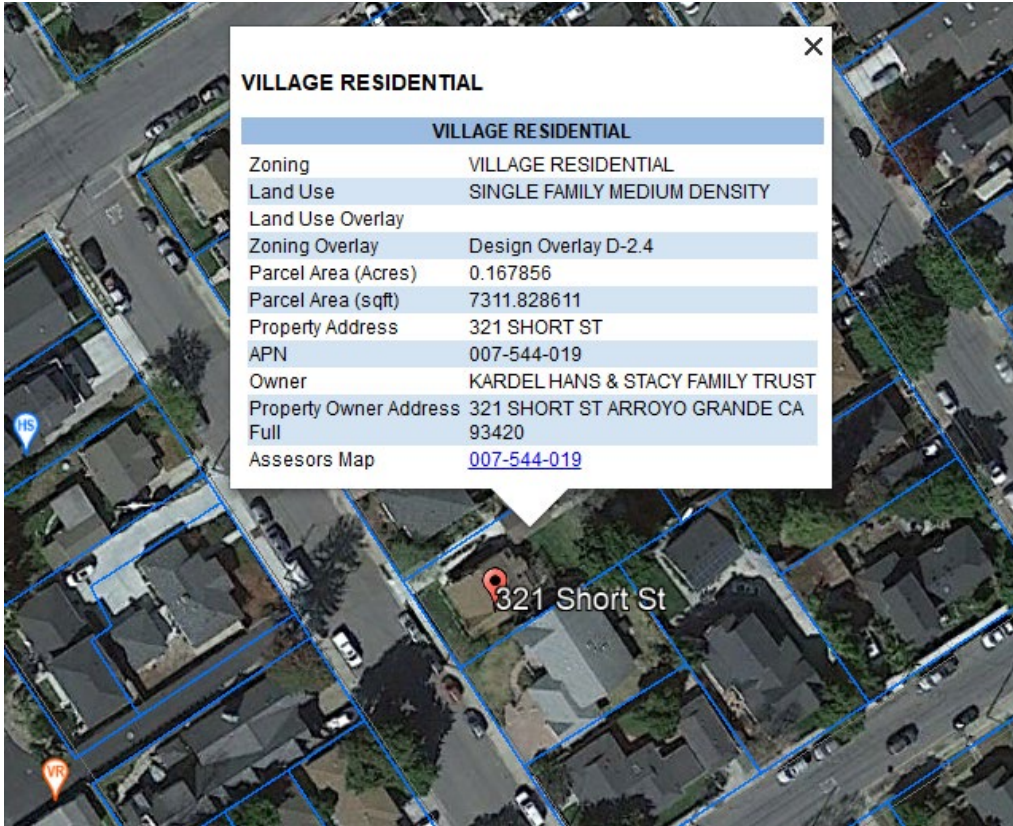 VILLAGE RESIDENTIAL
VILLAGE RESIDENTIAL
Zoning VILLAGE RESIDENTIAL
Land Use SINGLE FAMILY MEDIUM DENSITY
Land Use Overlay
Zoning Overlay Design Overlay D-2.4
Parcel Area (Acres) 0.167856
Parcel Area (sqft) 7311.828611
Property Address 321 SHORT ST
APN 007-544-019
Owner KARDEL HANS & STACY FAMILY TRUST
Property Owner Address 321 SHORT ST ARROYO GRANDE CA
Full 93420
Assesors Map 007-544-019
HS
321 Short St
VR